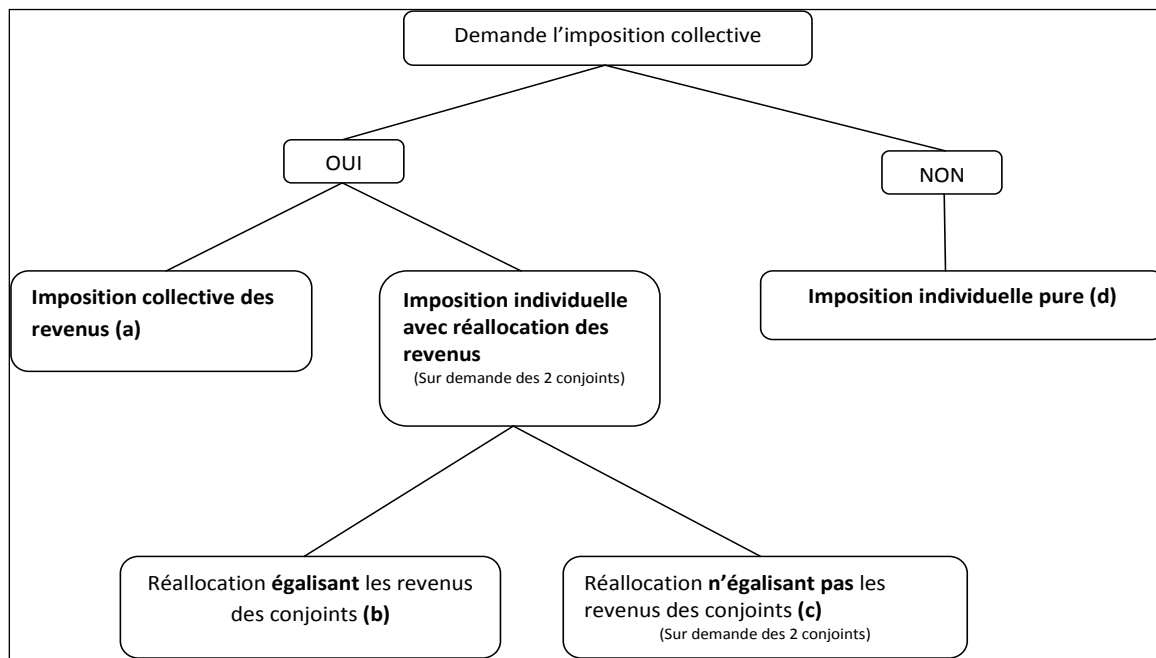 Demande l’imposition collective
OUI
NON
Imposition collective des
revenus (a)
Imposition individuelle
avec réallocation des
revenus
(Sur demande des 2 conjoints)
Imposition individuelle pure (d)
Réallocation égalisant les revenus
des conjoints (b)
Réallocation n’égalisant pas les
revenus des conjoints (c)
(Sur demande des 2 conjoints)